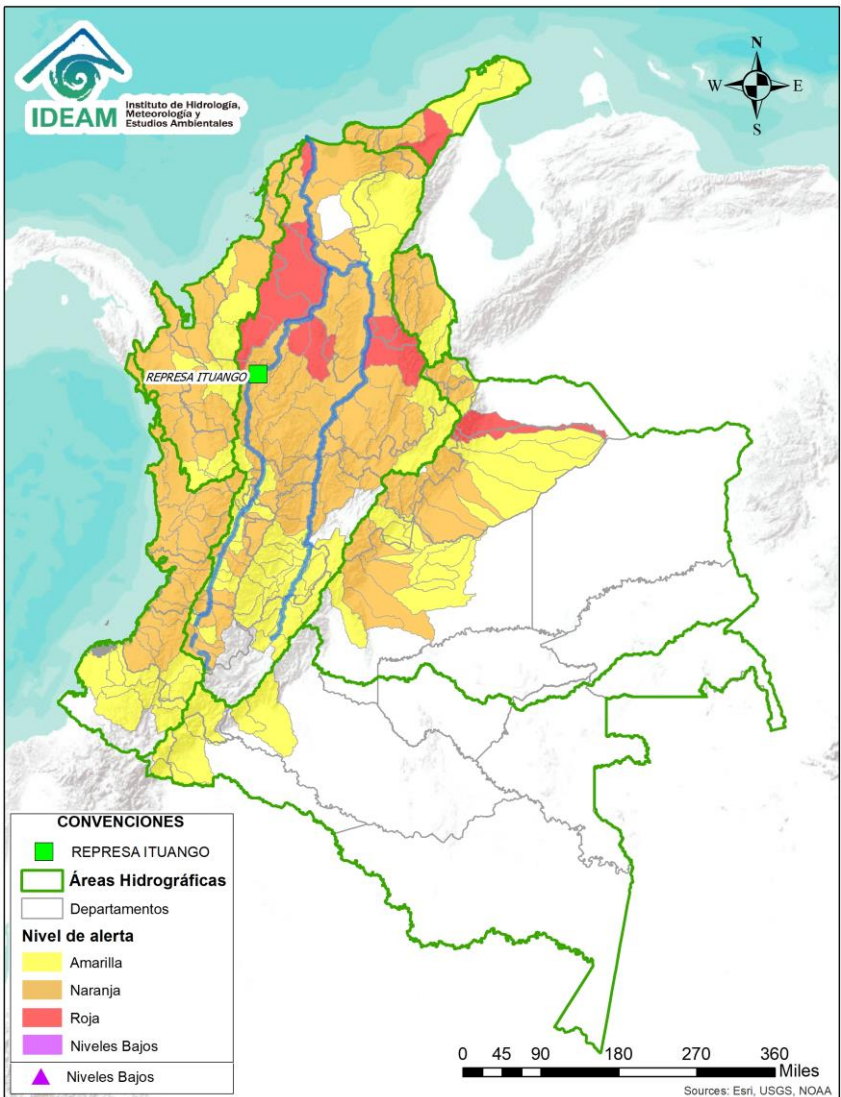 IDEAM
Instituto de Hidrología,
Meteorología y
Estudios Ambientales
N
W
E
S
REPRESA ITUANGO
CONVENCIONES
REPRESA ITUANGO
Áreas Hidrográficas
Departamentos
Nivel de alerta
Amarilla
Naranja
Roja
Niveles Bajos
Niveles Bajos
0 45 90 180 270 360
Miles
Sources: Esri, USGS, NOAA